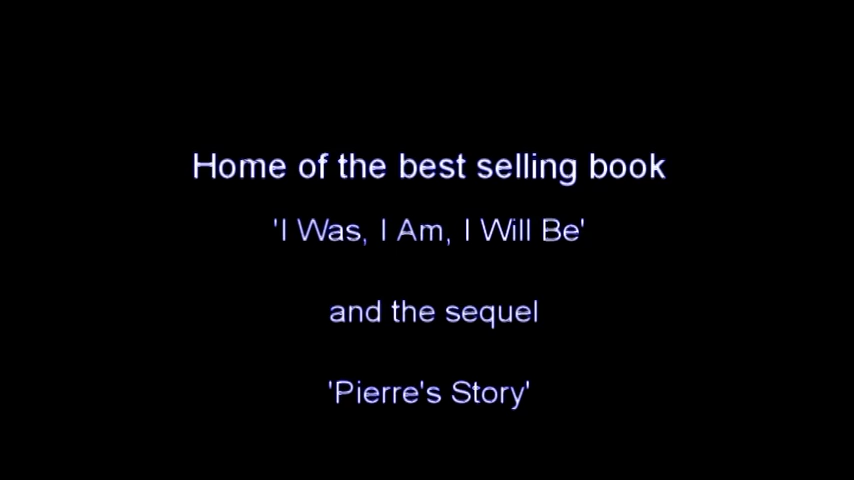 Home of the best selling book
'I Was, I Am, I Will Be'
and the sequel
'Pierre's Story'